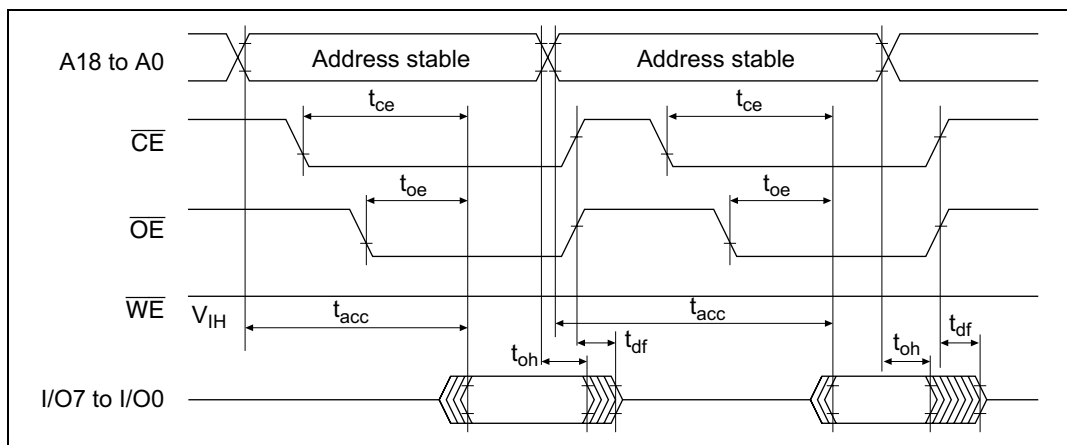 A18 to A0 Address stable Address stable
tce tce
CE
toe toe
OE
WE VIH tacc tacc
tdf tdf
toh toh
I/O7 to I/O0